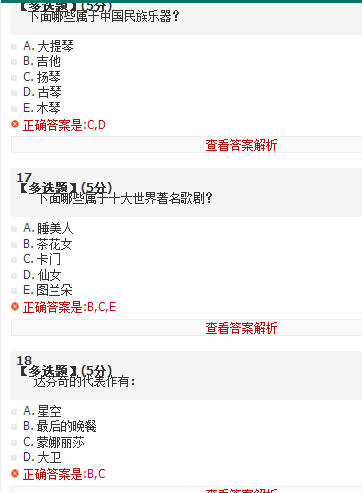 【多选题】(5分)
下面哪些属于中国民族乐器?
A. 大提琴
B. 吉他
C. 扬琴
D. 古琴
E. 木琴
正确答案是:C,D
查看答案解析
17
【多选题】(5分)
下面哪些属于十大世界著名歌剧?
A. 睡美人
B. 茶花女
C. 卡门
D. 仙女
E. 图兰朵
正确答案是:B,C,E
查看答案解析
18
【多选题】(5分)
达芬奇的代表作有:
A. 星空
B. 最后的晚餐
C. 蒙娜丽莎
D. 大卫
正确答案是:B,C
查看答案解析